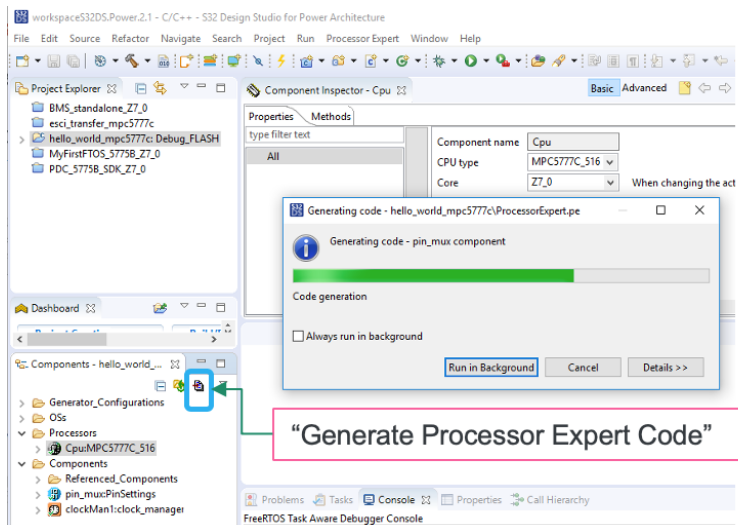 workspaceS32DS.Power.2.1 - C/C++ - S32 Design Studio for Power Architecture
File Edit Source Refactor Navigate Search Project Run Processor Expert Window Help
Project Explorer
BMS_standalone_Z7_0
esci_transfer_mpc5777c
hello_world_mpc5777c: Debug_FLASH
MyFirstFTOS_5775B_Z7_0
PDC_5775B_SDK_Z7_0
Component Inspector - Cpu
Basic Advanced
Properties Methods
type filter text
All
Component name Cpu
CPU type MPC5777C_516
Core Z7_0 When changing the act
Generating code - hello_world_mpc5777c\ProcessorExpert.pe
Generating code - pin_mux component
Code generation
Always run in background
Run in Background Cancel Details >>
Dashboard
Components - hello_world_...
Generator_Configurations
OSs
Processors
Cpu:MPC5777C_516
Components
Referenced_Components
pin_mux:PinSettings
clockMan1:clock_manager
"Generate Processor Expert Code"
Problems Tasks Console Properties Call Hierarchy
FreeRTOS Task Aware Debugger Console